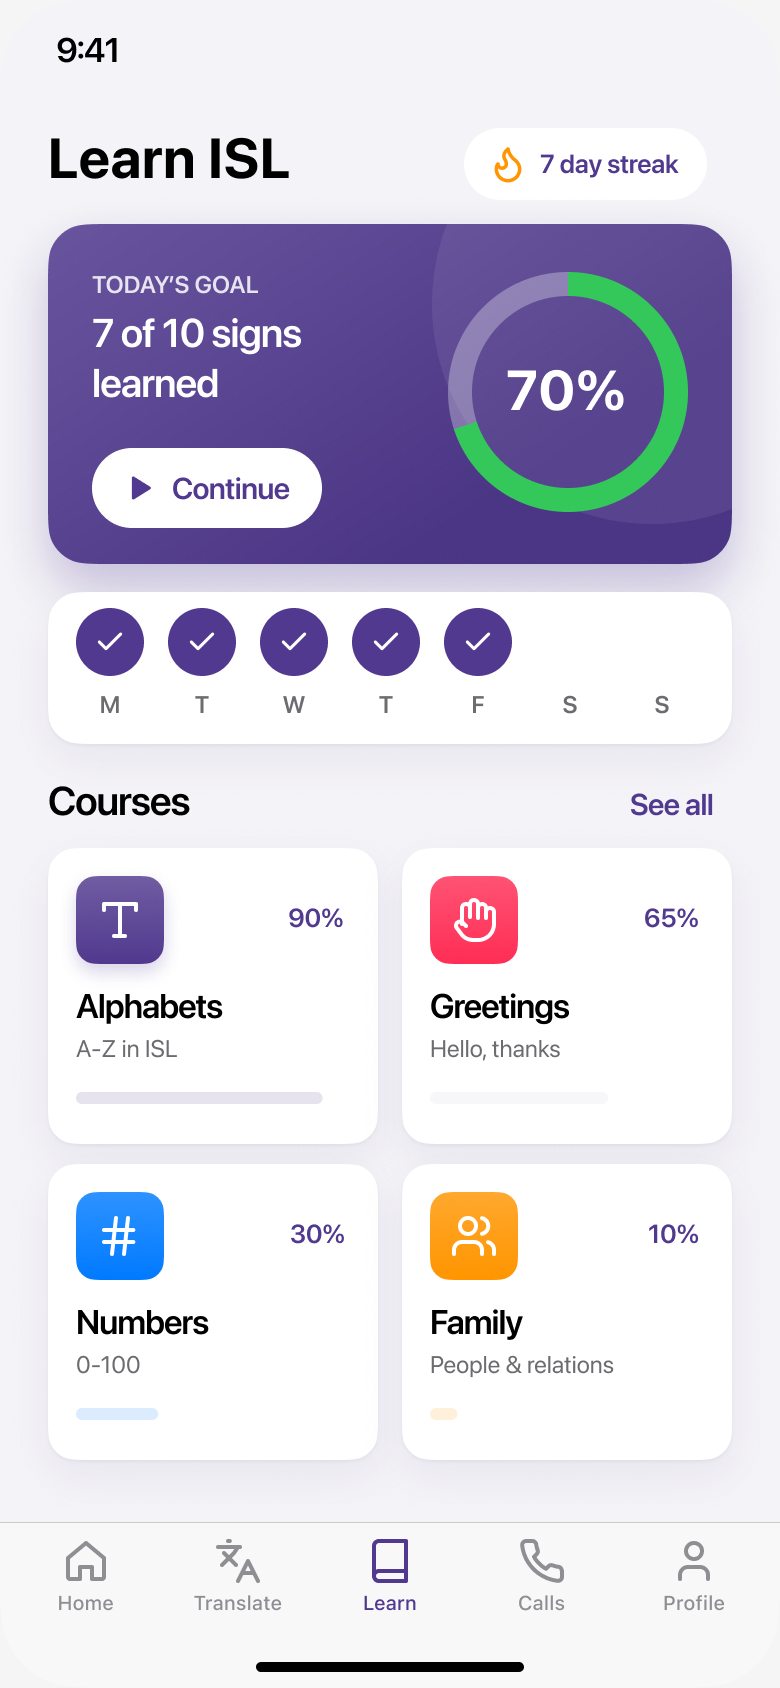 9:41
Learn ISL
7 day streak
TODAY'S GOAL
7 of 10 signs
learned
70%
Continue
M T W T F S S
Courses
See all
90%
Alphabets
A-Z in ISL
65%
Greetings
Hello, thanks
30%
Numbers
0-100
10%
Family
People & relations
Home
Translate
Learn
Calls
Profile